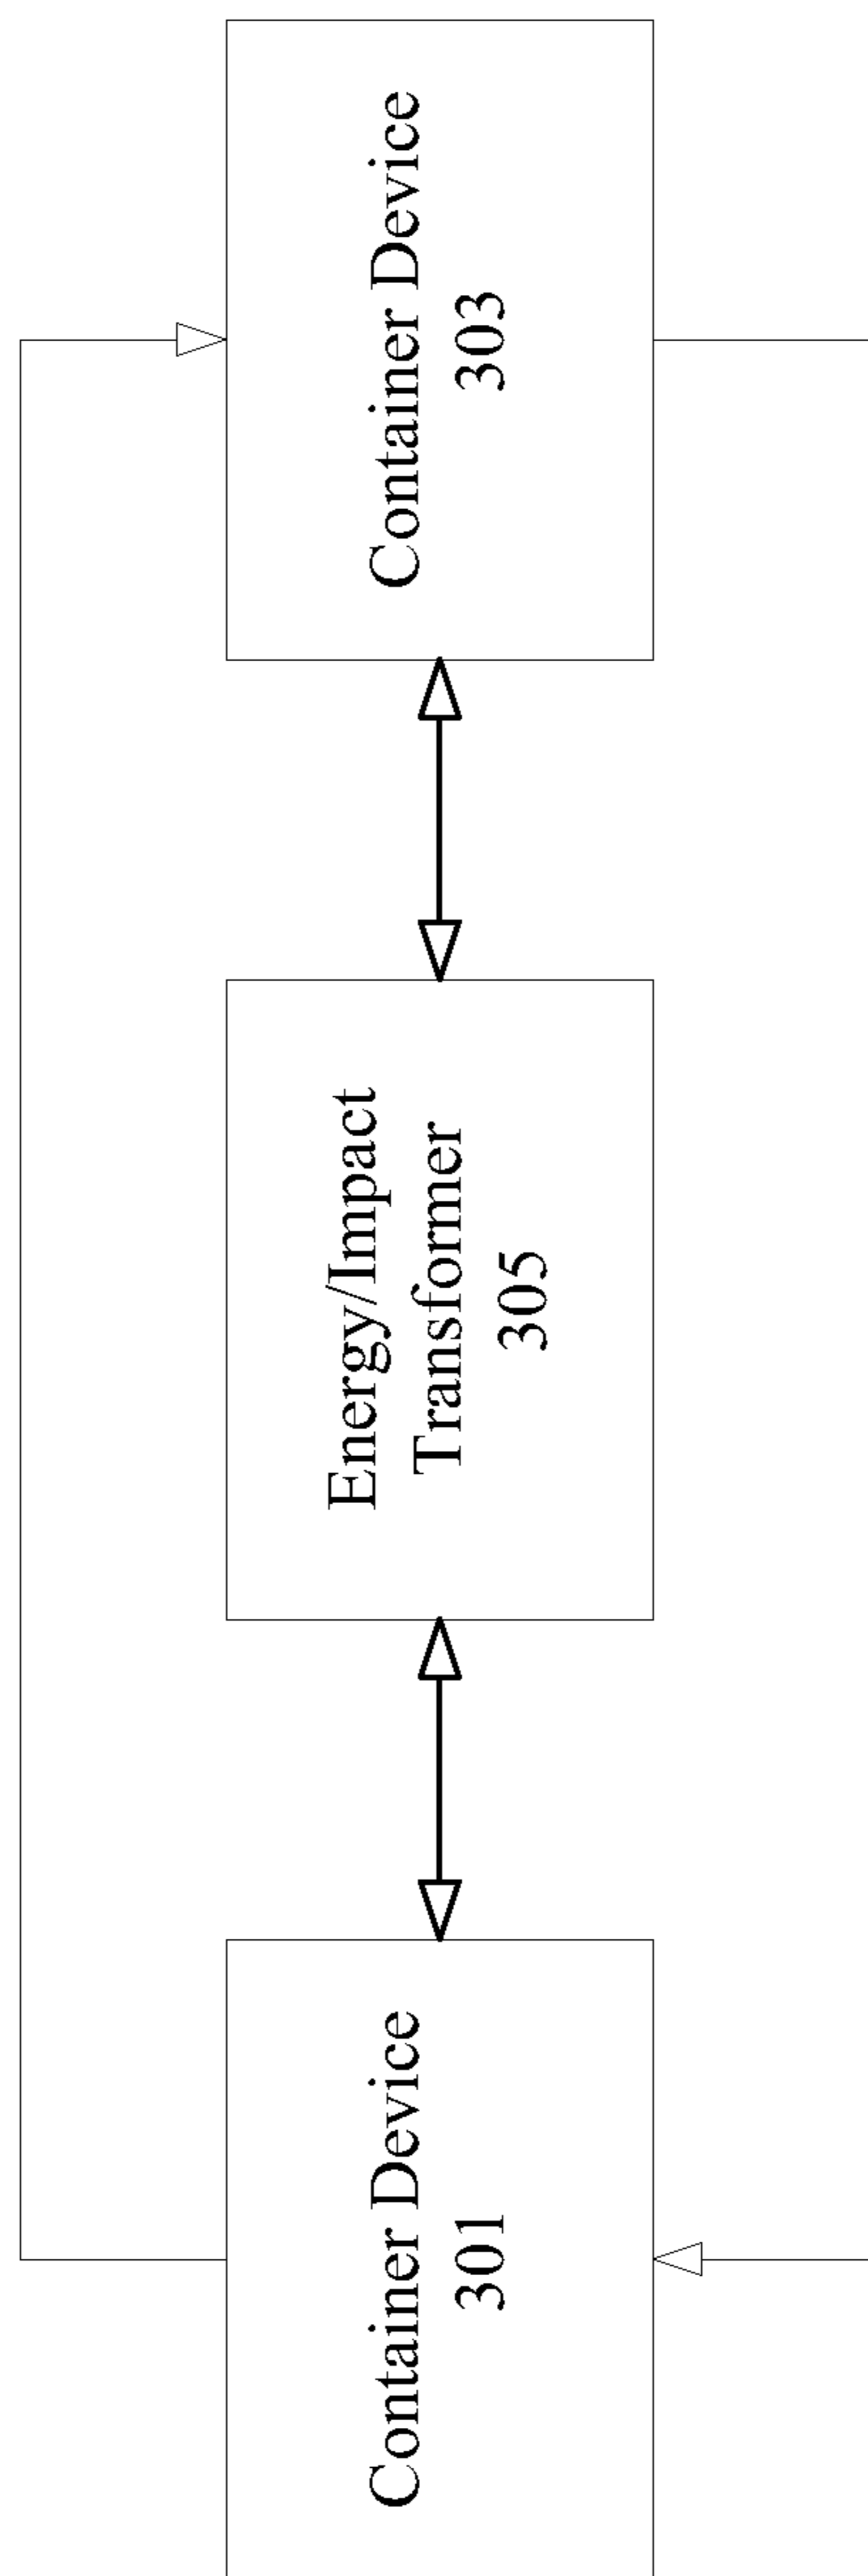 Container Device
301
Energy/Impact
Transformer
305
Container Device
303